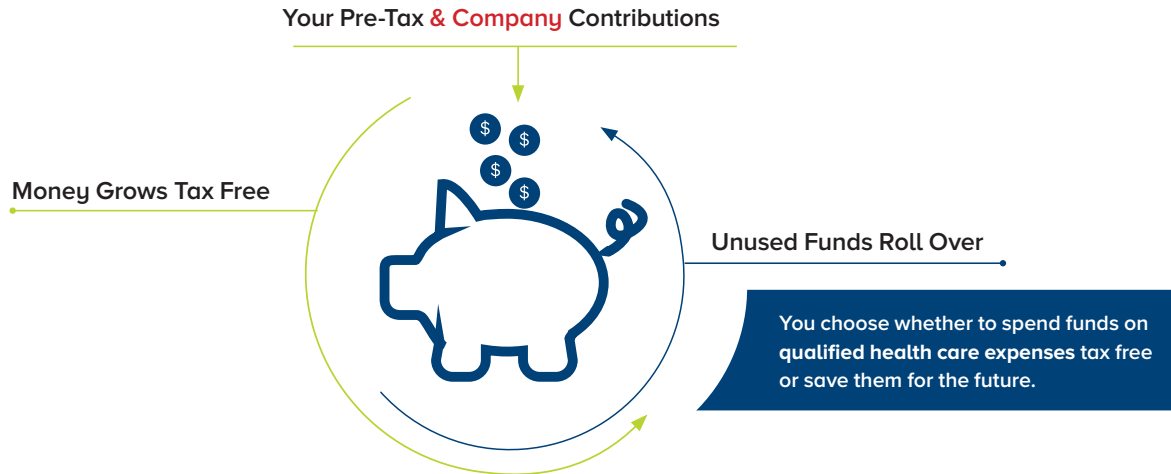 Your Pre-Tax & Company Contributions
$
$
$
$
Money Grows Tax Free
Unused Funds Roll Over
You choose whether to spend funds on
qualified health care expenses tax free
or save them for the future.